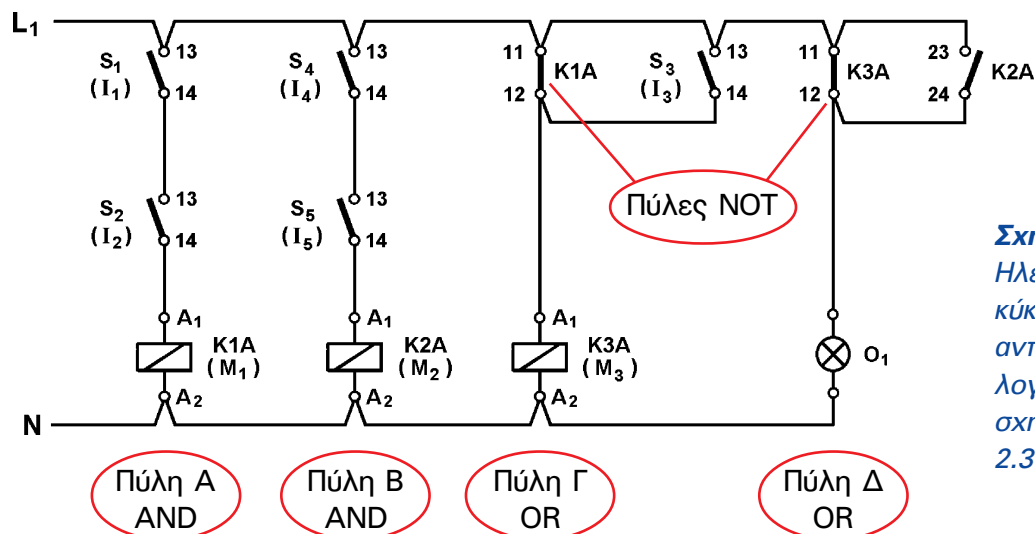 L₁
S₁
(I₁)
13
14
S₄
(I₄)
13
14
11
12
K1A
S₃
(I₃)
13
14
11
12
K3A
23
24
K2A
S₂
(I₂)
13
14
S₅
(I₅)
13
14
Πύλες NOT
A₁
K1A
(M₁)
A₂
A₁
K2A
(M₂)
A₂
A₁
K3A
(M₃)
A₂
O₁
N
Πύλη Α
AND
Πύλη Β
AND
Πύλη Γ
OR
Πύλη Δ
OR